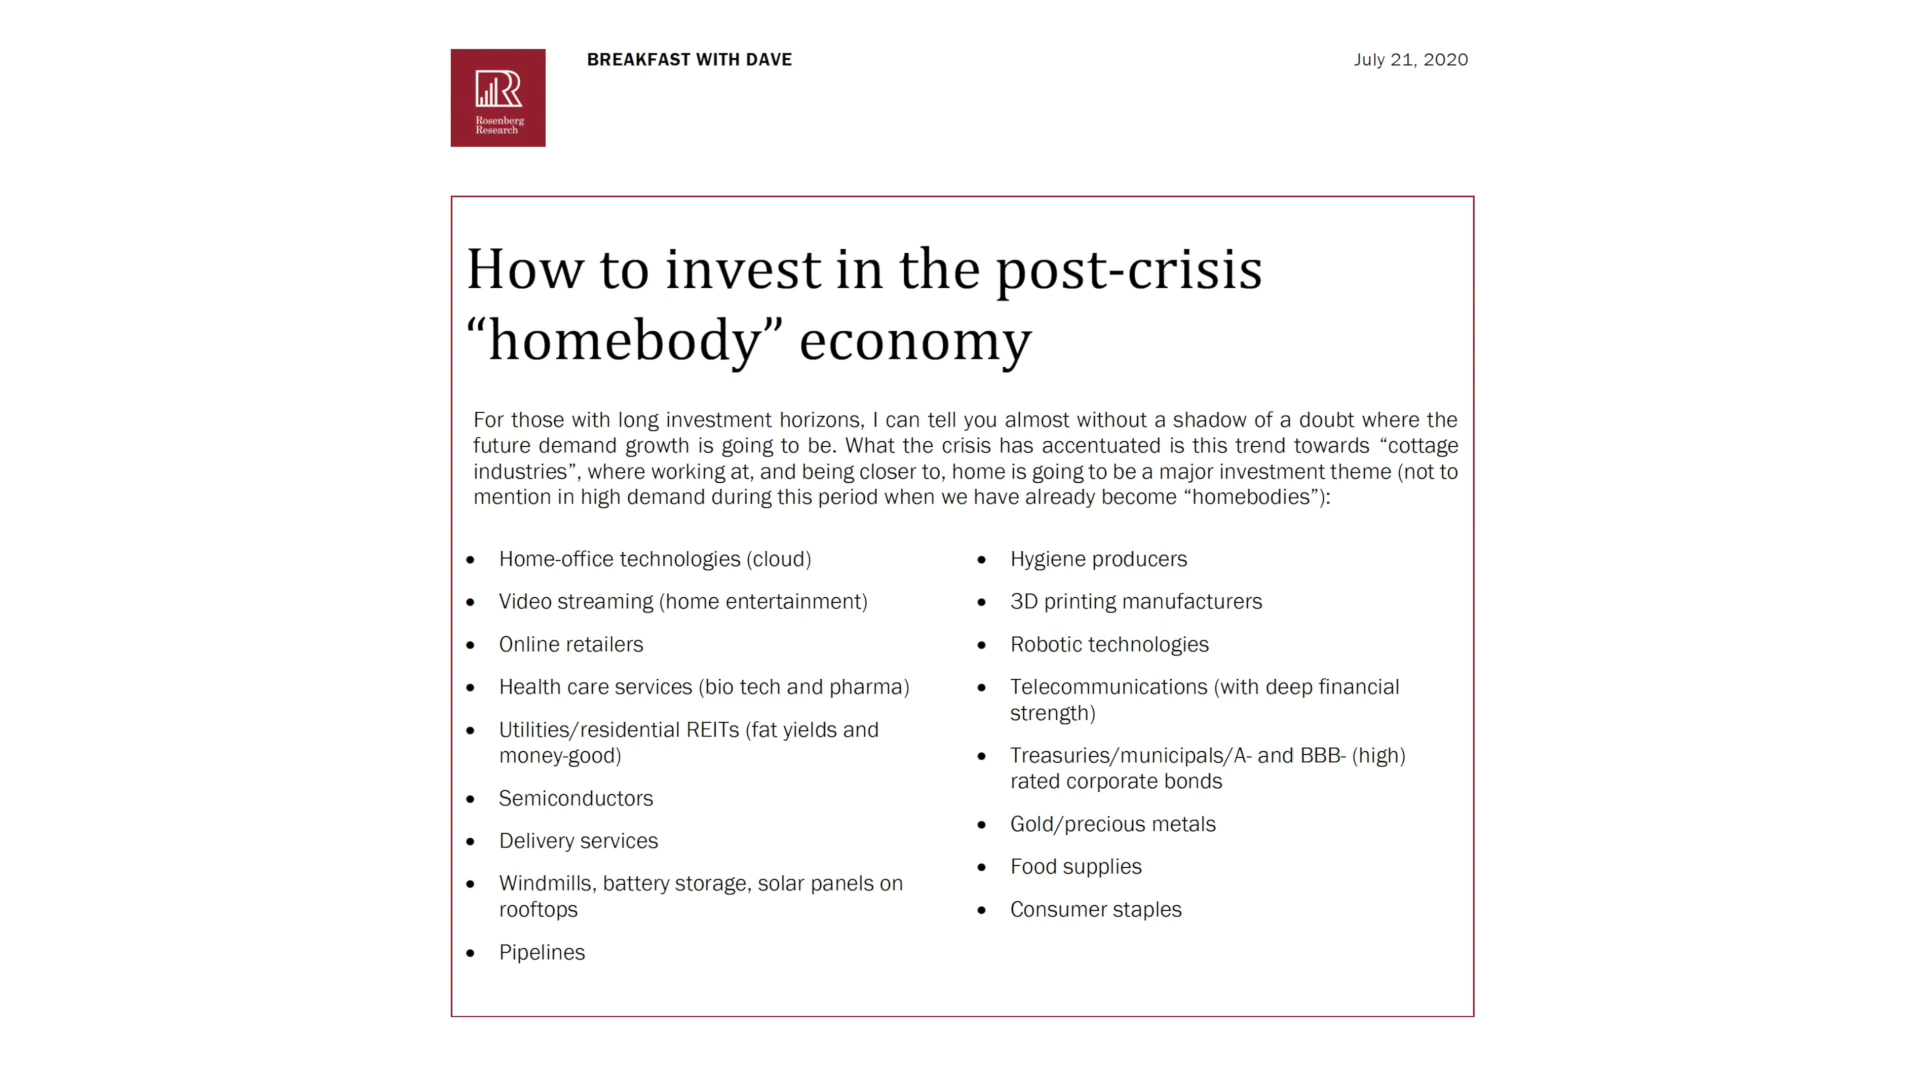 BREAKFAST WITH DAVE
July 21, 2020
Rosenberg
Research
How to invest in the post-crisis
“homebody” economy
For those with long investment horizons, I can tell you almost without a shadow of a doubt where the
future demand growth is going to be. What the crisis has accentuated is this trend towards “cottage
industries”, where working at, and being closer to, home is going to be a major investment theme (not to
mention in high demand during this period when we have already become “homebodies”):
• Home-office technologies (cloud)
• Video streaming (home entertainment)
• Online retailers
• Health care services (bio tech and pharma)
• Utilities/residential REITs (fat yields and
money-good)
• Semiconductors
• Delivery services
• Windmills, battery storage, solar panels on
rooftops
• Pipelines
• Hygiene producers
• 3D printing manufacturers
• Robotic technologies
• Telecommunications (with deep financial
strength)
• Treasuries/municipals/A- and BBB- (high)
rated corporate bonds
• Gold/precious metals
• Food supplies
• Consumer staples